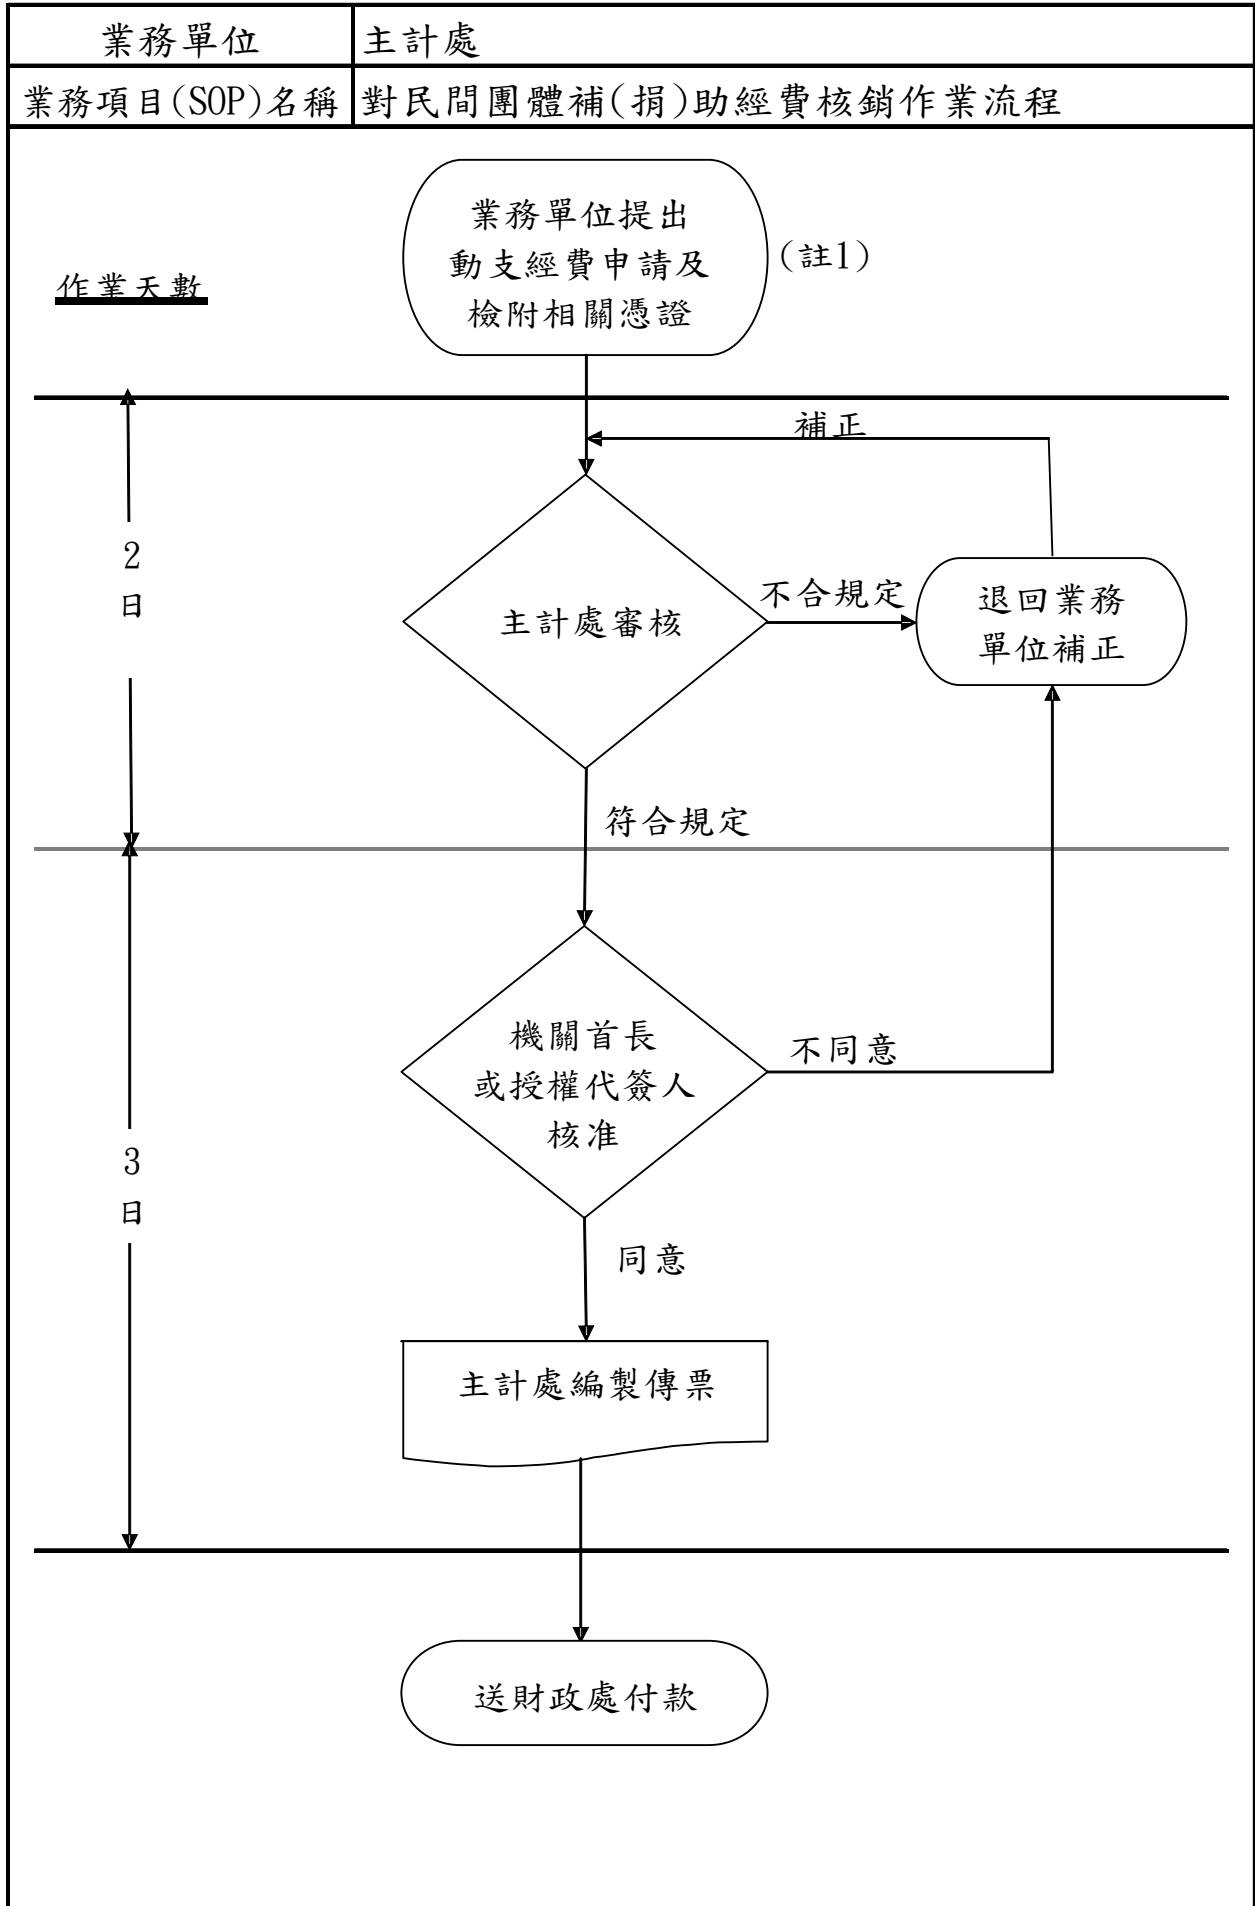 業務單位
主計處
業務項目(SOP)名稱
對民間團體補(捐)助經費核銷作業流程
業務單位提出
動支經費申請及
檢附相關憑證
(註1)
作業天數
補正
2
日
主計處審核
不合規定
退回業務
單位補正
符合規定
機關首長
或授權代簽人
核准
不同意
3
日
同意
主計處編製傳票
送財政處付款